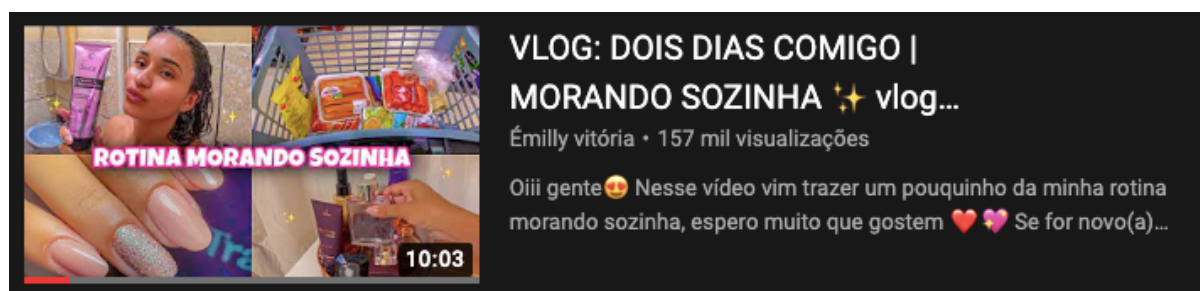 ROTINA MORANDO SOZINHA
10:03
VLOG: DOIS DIAS COMIGO |
MORANDO SOZINHA ✨ vlog...
Émilly vitória • 157 mil visualizações
Oiii gente😍 Nesse vídeo vim trazer um pouquinho da minha rotina
morando sozinha, espero muito que gostem ❤️ 💖 Se for novo(a)...